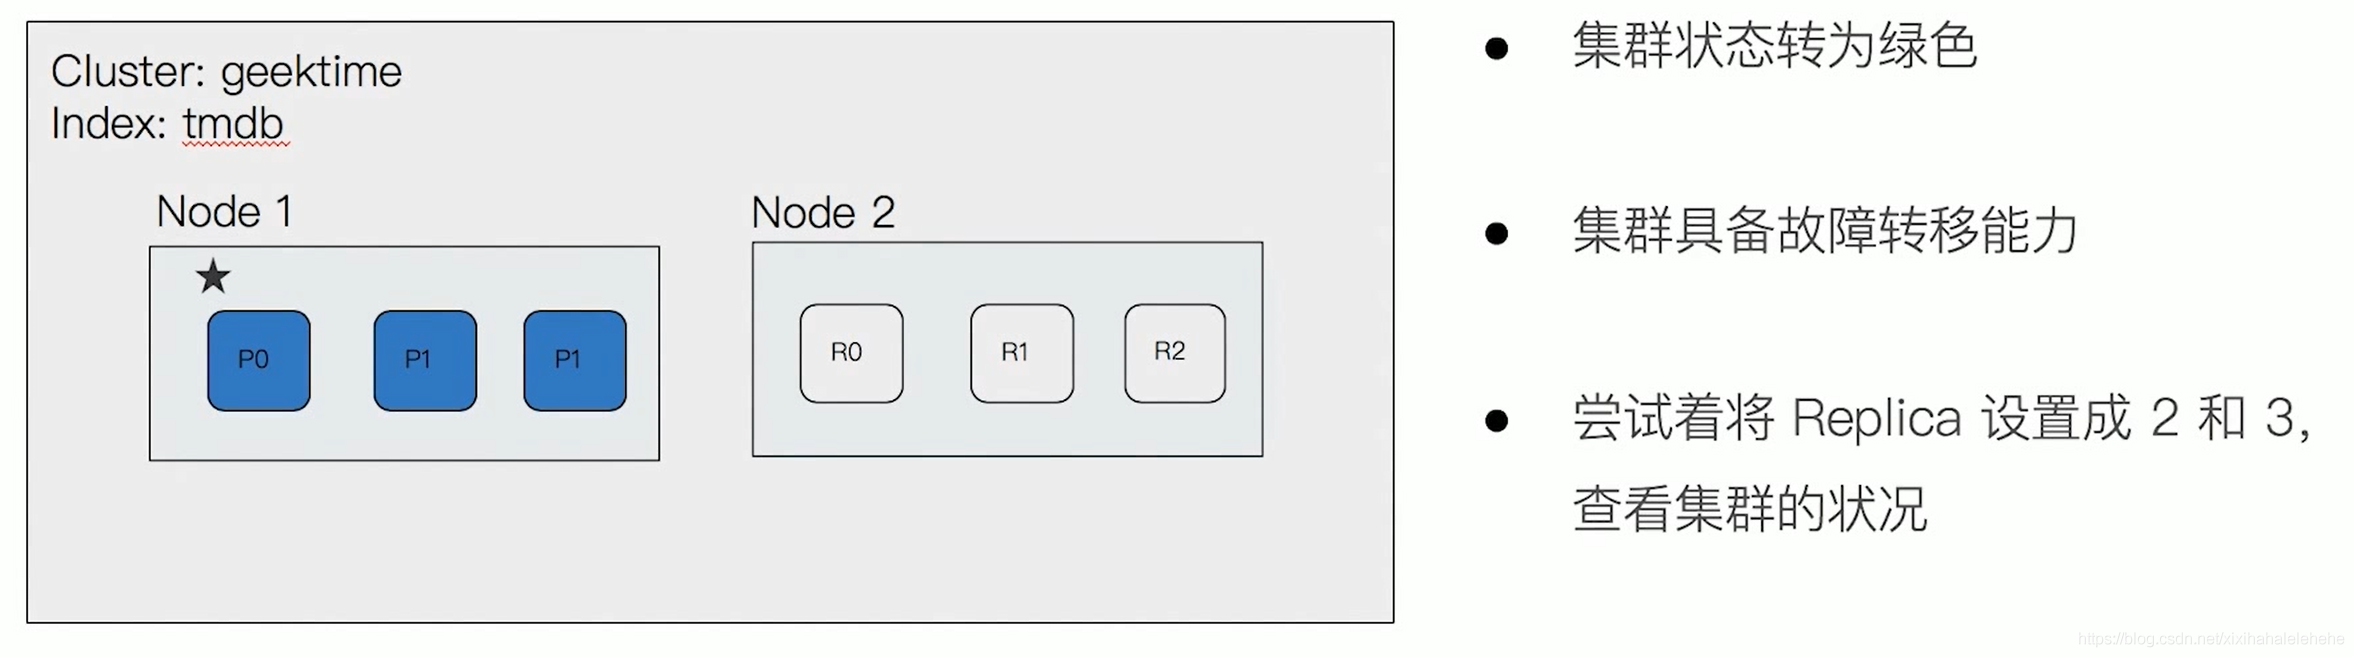 Cluster: geektime
Index: tmdb
Node 1
Node 2
★
P0 P1 P1
R0 R1 R2
● 集群状态转为绿色
● 集群具备故障转移能力
● 尝试着将 Replica 设置成 2 和 3，
查看集群的状况
https://blog.csdn.net/xixihahalelehehe